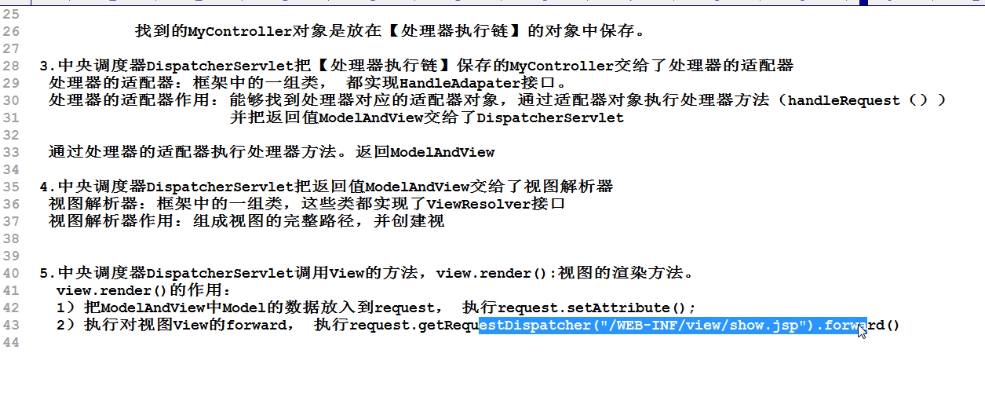 25
26 找到的MyController对象是放在【处理器执行链】的对象中保存。
27
28 3.中央调度器DispatcherServlet把【处理器执行链】保存的MyController交给了处理器的适配器
29 处理器的适配器：框架中的一组类， 都实现HandleAdapater接口。
30 处理器的适配器作用：能够找到处理器对应的适配器对象，通过适配器对象执行处理器方法（handleRequest（））
31 并把返回值ModelAndView交给了DispatcherServlet
32
33 通过处理器的适配器执行处理器方法。返回ModelAndView
34
35 4.中央调度器DispatcherServlet把返回值ModelAndView交给了视图解析器
36 视图解析器：框架中的一组类，这些类都实现了ViewResolver接口
37 视图解析器作用：组成视图的完整路径，并创建视
38
39
40 5.中央调度器DispatcherServlet调用View的方法，view.render():视图的渲染方法。
41 view.render()的作用：
42 1）把ModelAndView中Model的数据放入到request， 执行request.setAttribute();
43 2）执行对视图View的forward， 执行request.getRequestDispatcher("/WEB-INF/view/show.jsp").forward()
44